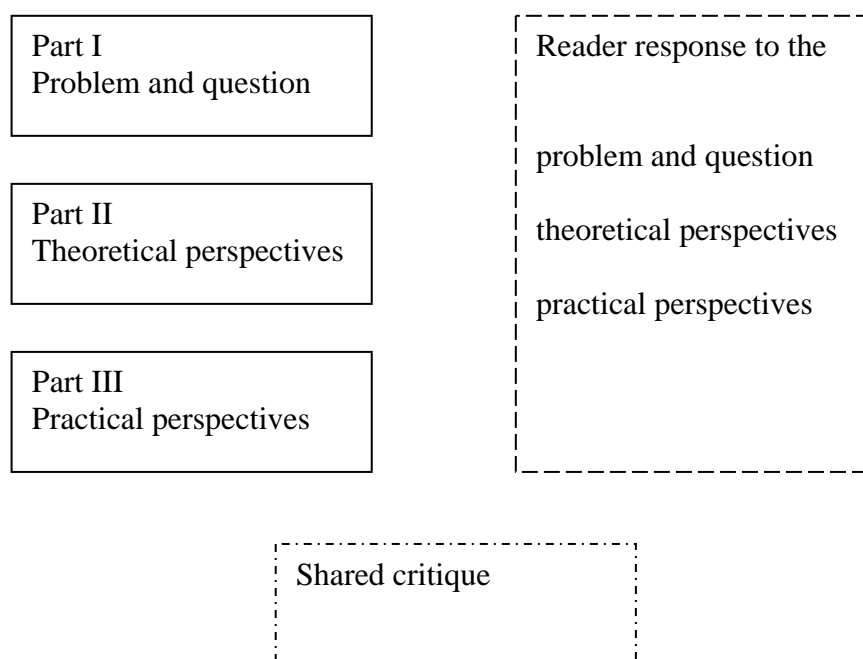 Part I
Problem and question
Part II
Theoretical perspectives
Part III
Practical perspectives
Reader response to the
problem and question
theoretical perspectives
practical perspectives
Shared critique